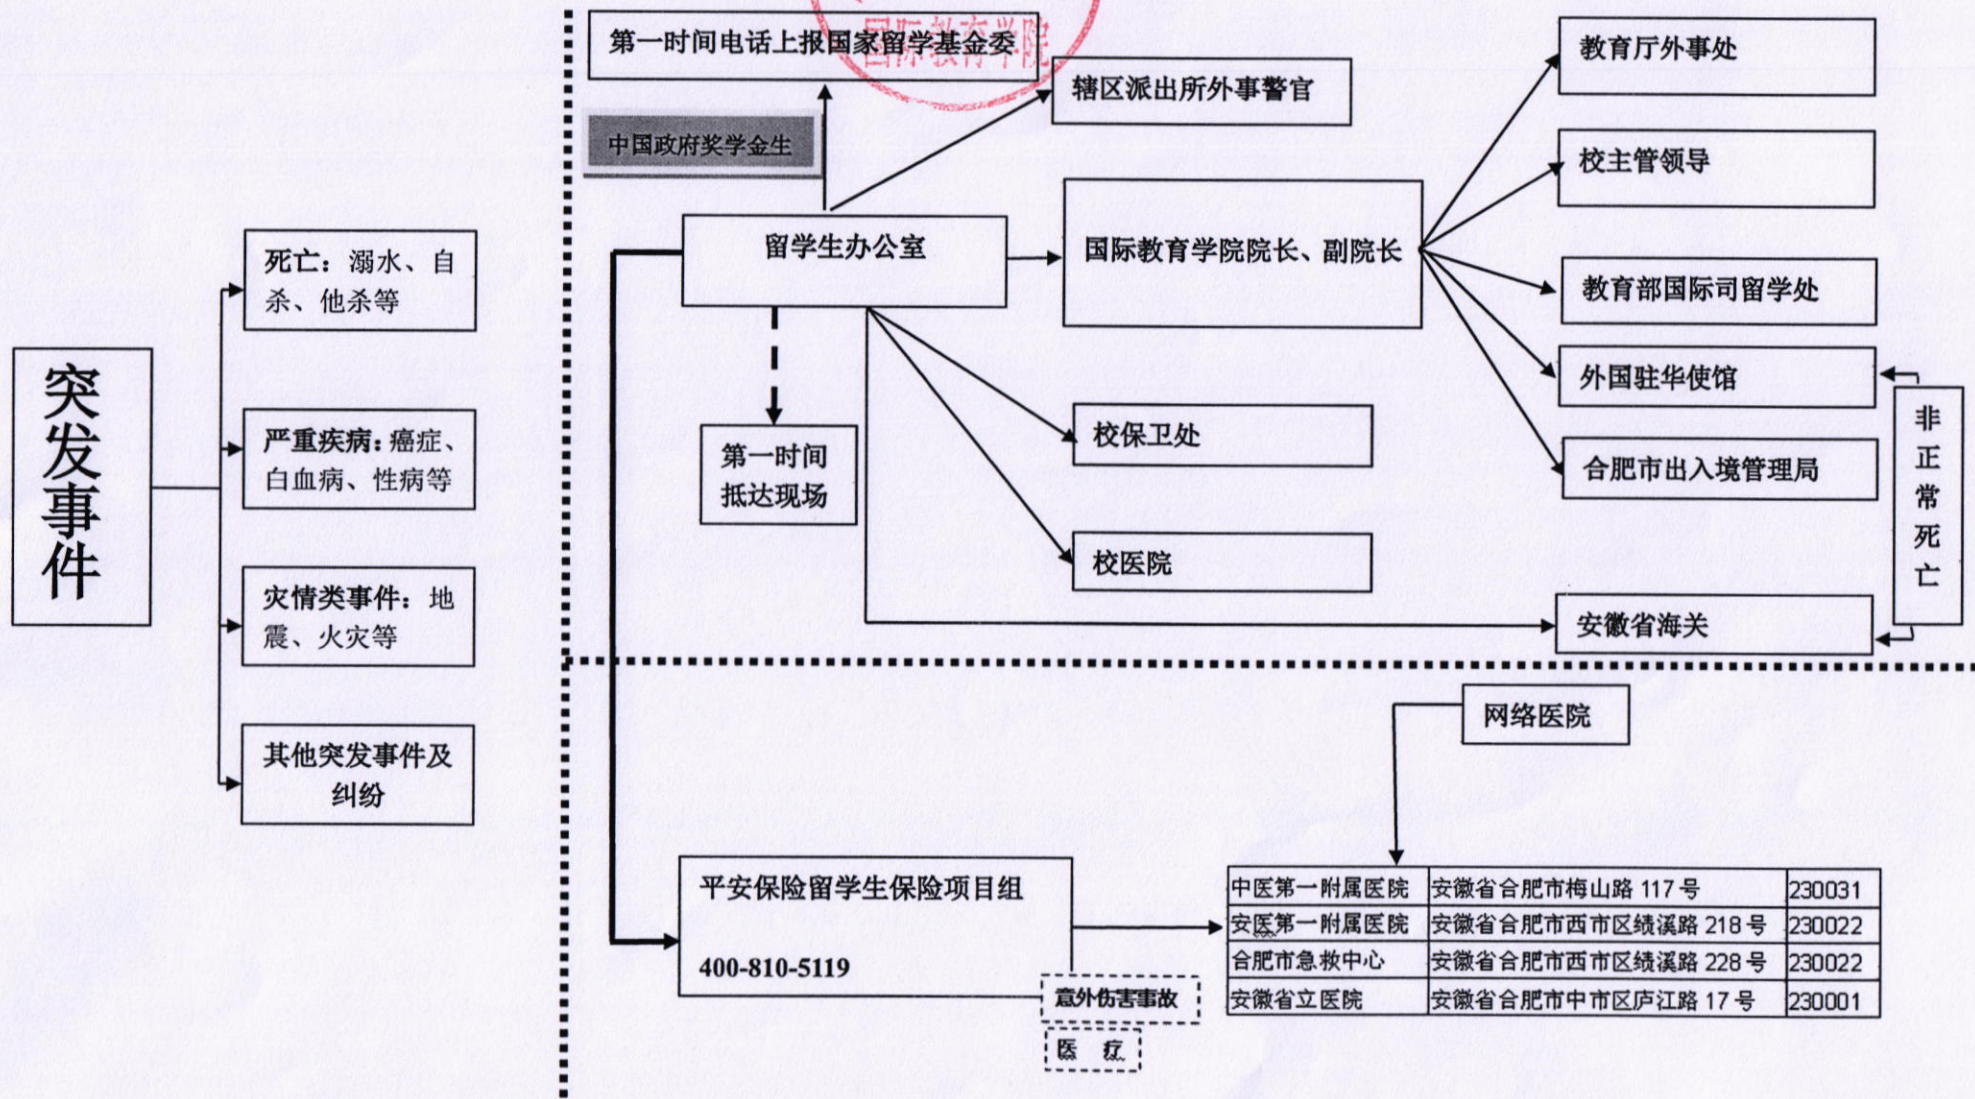 突发事件
死亡：溺水、自
杀、他杀等
严重疾病：癌症、
白血病、性病等
灾情类事件：地
震、火灾等
其他突发事件及
纠纷
第一时间电话上报国家留学基金委
国际教育学院
中国政府奖学金生
辖区派出所外事警官
留学生办公室
国际教育学院院长、副院长
第一时间
抵达现场
校保卫处
校医院
教育厅外事处
校主管领导
教育部国际司留学处
外国驻华使馆
合肥市出入境管理局
安徽省海关
非正常死亡
网络医院
平安保险留学生保险项目组
400-810-5119
意外伤害事故
医 疗
中医第一附属医院 安徽省合肥市梅山路 117 号 230031
安医第一附属医院 安徽省合肥市西市区绩溪路 218 号 230022
合肥市急救中心 安徽省合肥市西市区绩溪路 228 号 230022
安徽省立医院 安徽省合肥市中市区庐江路 17 号 230001